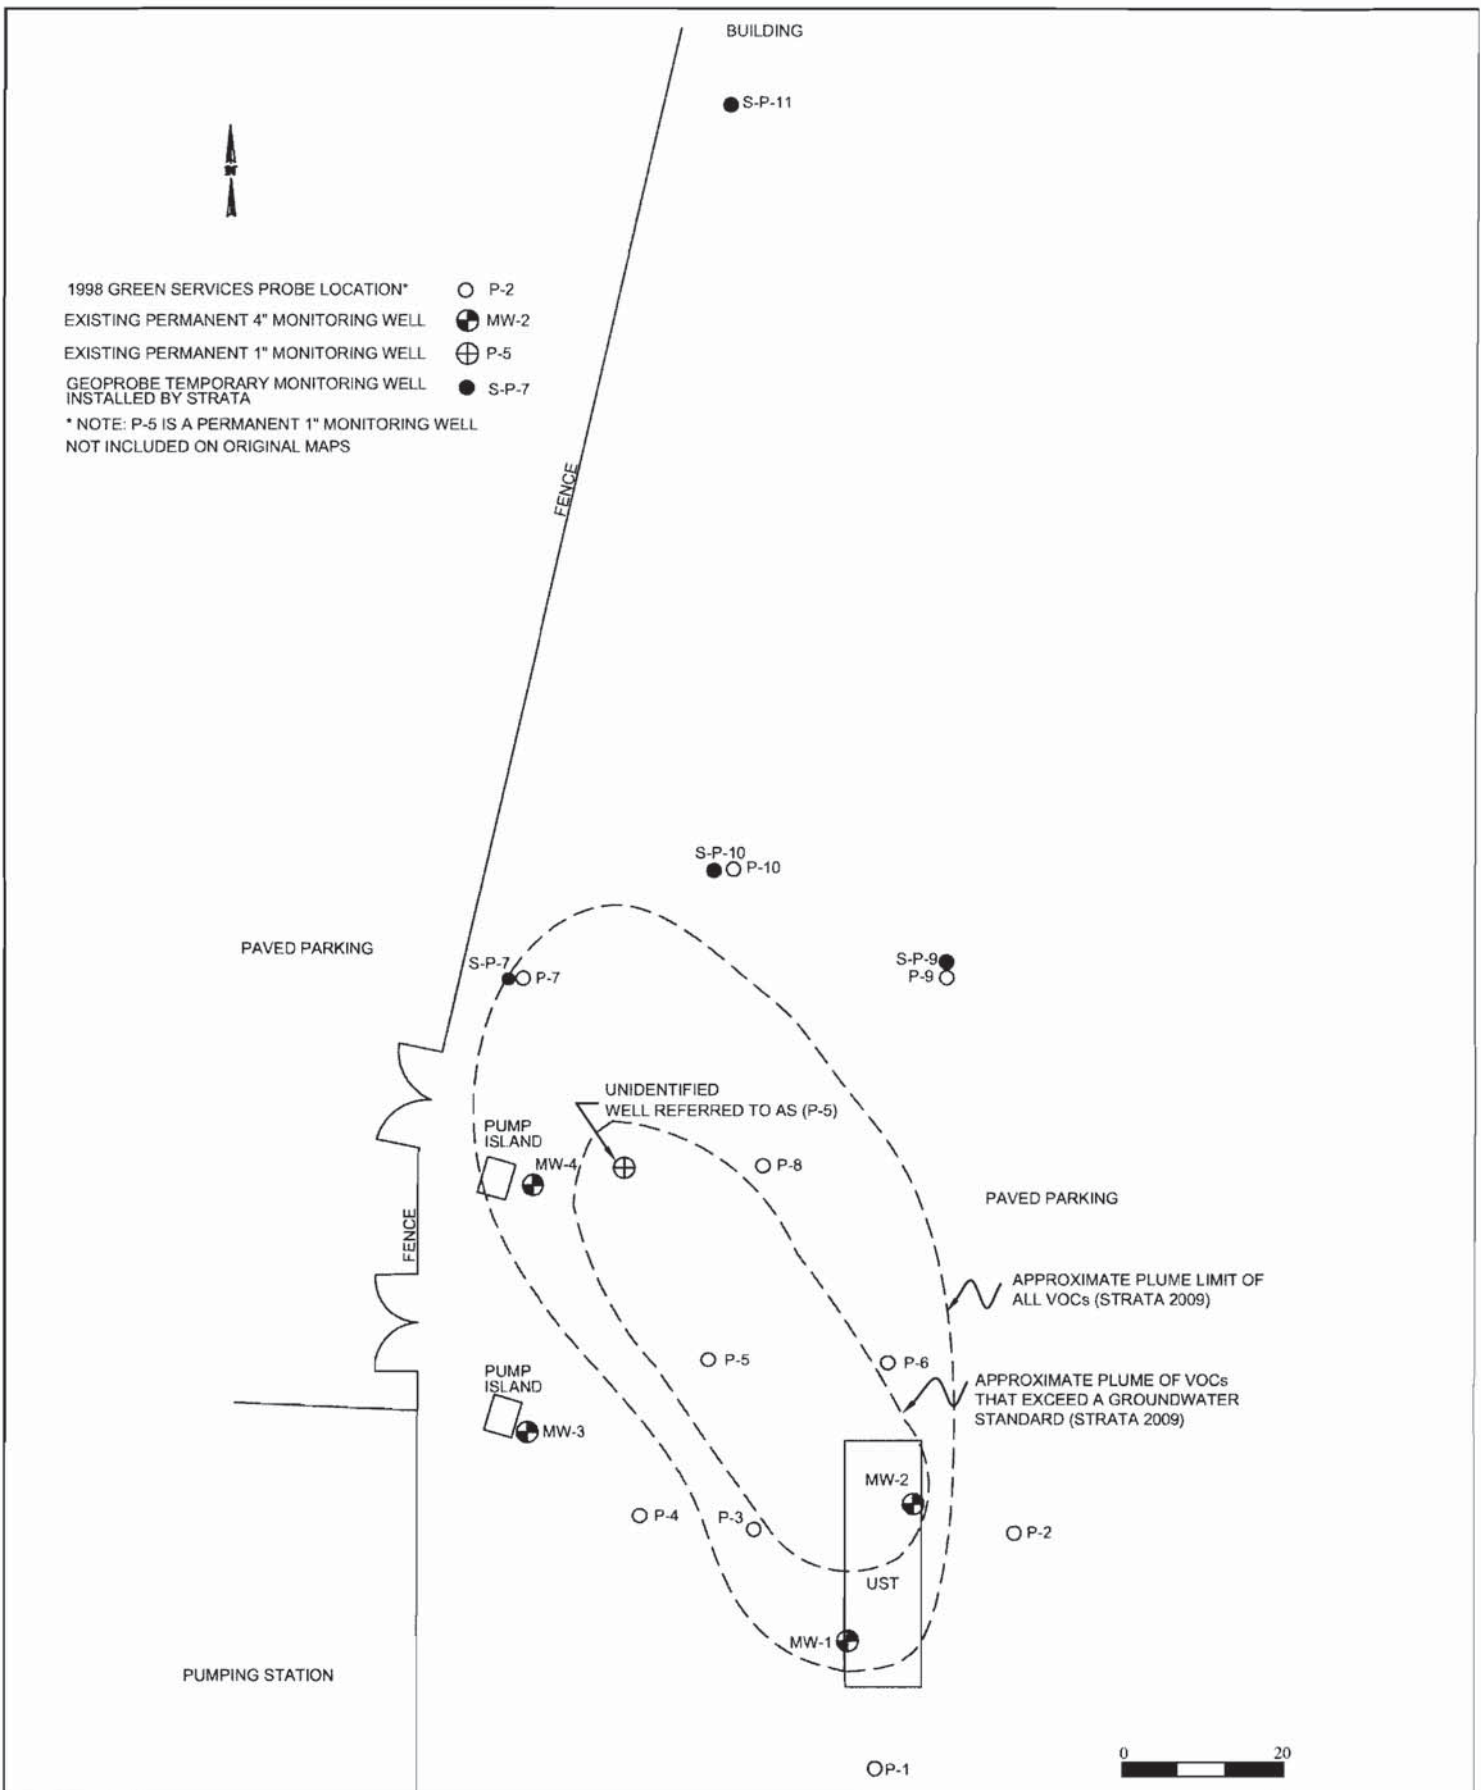 BUILDING
S-P-11
N
1998 GREEN SERVICES PROBE LOCATION*
P-2
EXISTING PERMANENT 4" MONITORING WELL
MW-2
EXISTING PERMANENT 1" MONITORING WELL
P-5
GEOPROBE TEMPORARY MONITORING WELL
INSTALLED BY STRATA
S-P-7
* NOTE: P-5 IS A PERMANENT 1" MONITORING WELL
NOT INCLUDED ON ORIGINAL MAPS
FENCE
S-P-10
P-10
PAVED PARKING
S-P-7
P-7
S-P-9
P-9
UNIDENTIFIED
WELL REFERRED TO AS (P-5)
PUMP
ISLAND
MW-4
P-8
PAVED PARKING
FENCE
APPROXIMATE PLUME LIMIT OF
ALL VOCs (STRATA 2009)
P-5
P-6
PUMP
ISLAND
APPROXIMATE PLUME OF VOCs
THAT EXCEED A GROUNDWATER
STANDARD (STRATA 2009)
MW-3
MW-2
P-4
P-3
P-2
UST
MW-1
PUMPING STATION
0
20
P-1